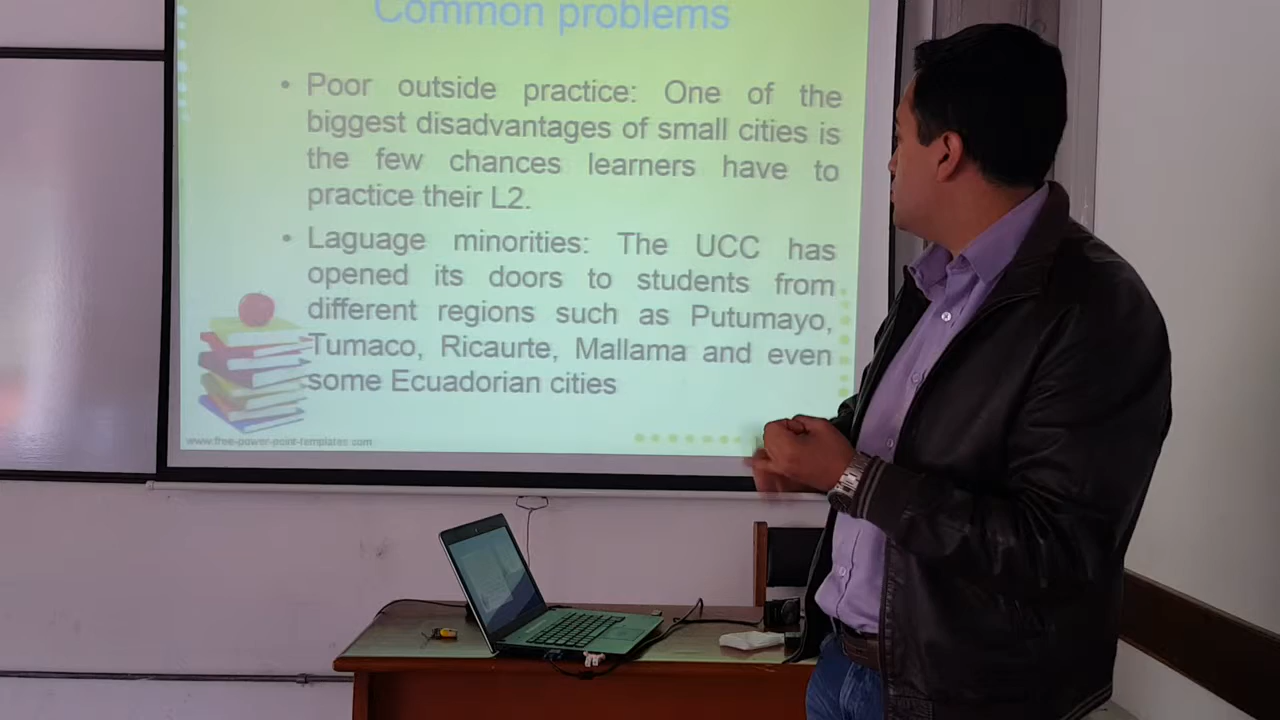 Common problems
• Poor outside practice: One of the
biggest disadvantages of small cities is
the few chances learners have to
practice their L2.
• Laguage minorities: The UCC has
opened its doors to students from
different regions such as Putumayo,
Tumaco, Ricaurte, Mallama and even
some Ecuadorian cities
www.free-power-point-templates.com